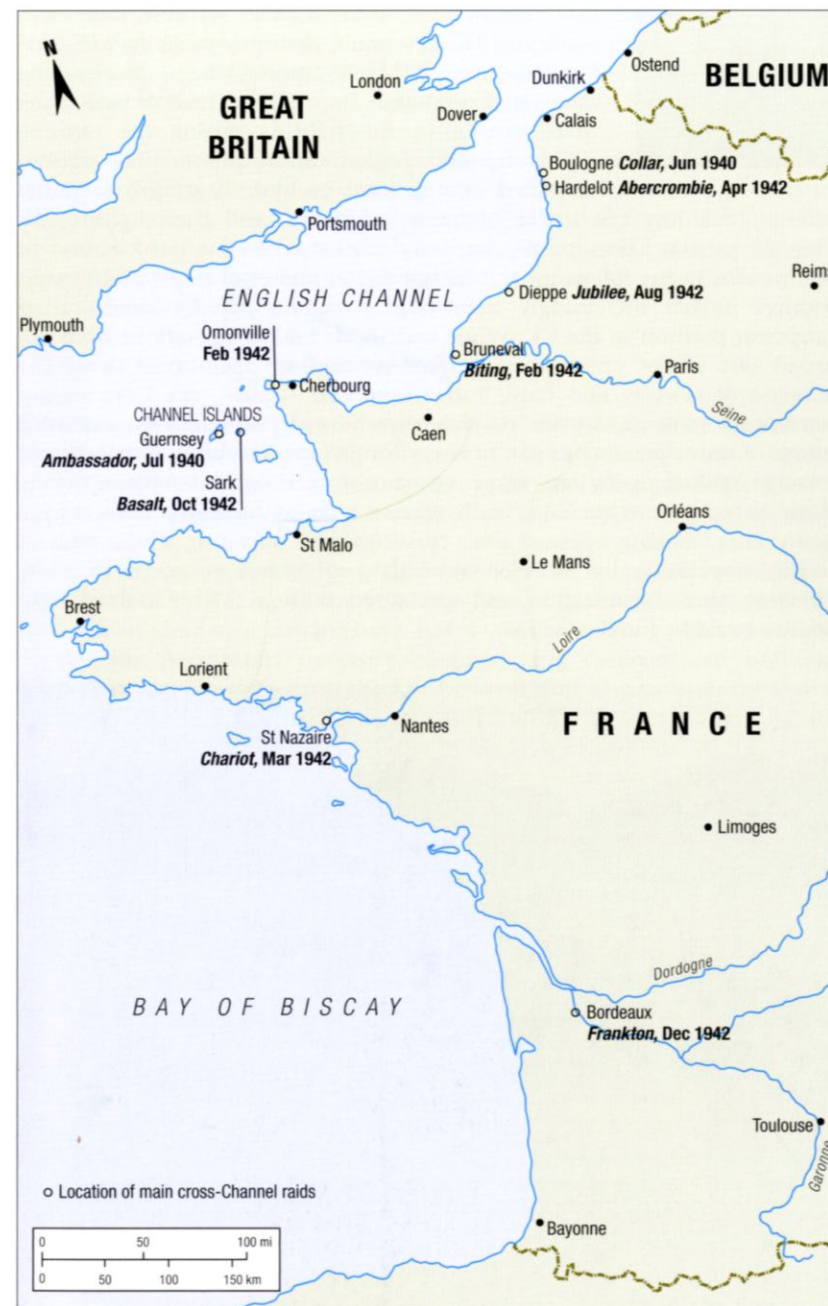 N
London
Ostend
Dunkirk
BELGIUM
GREAT
BRITAIN
Dover
Calais
Boulogne Collar, Jun 1940
Hardelot Abercrombie, Apr 1942
Portsmouth
Reims
ENGLISH CHANNEL
Dieppe Jubilee, Aug 1942
Plymouth
Omonville
Feb 1942
Bruneval
Biting, Feb 1942
Paris
Cherbourg
Seine
CHANNEL ISLANDS
Guernsey
Ambassador, Jul 1940
Caen
Sark
Basalt, Oct 1942
Orléans
St Malo
Le Mans
Brest
Loire
Lorient
St Nazaire
Chariot, Mar 1942
Nantes
FRANCE
Limoges
Dordogne
BAY OF BISCAY
Bordeaux
Frankton, Dec 1942
Toulouse
Garonne
Location of main cross-Channel raids
Bayonne
0 50 100 mi
0 50 100 150 km